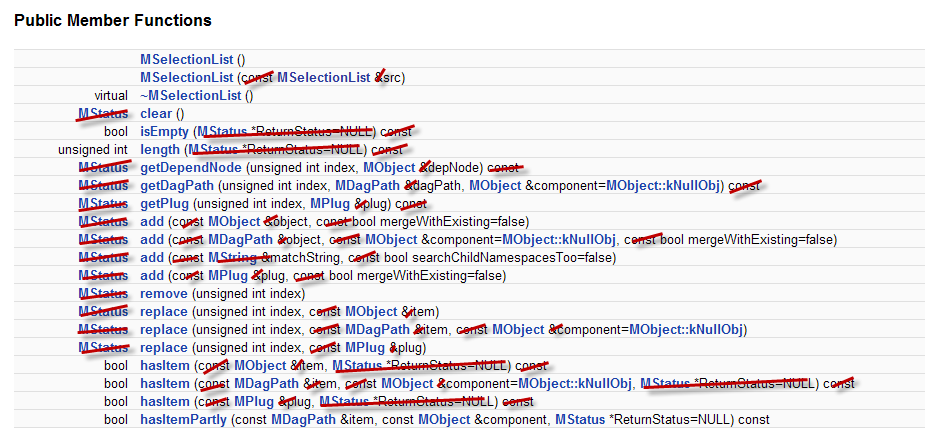 Public Member Functions
MSelectionList ()
MSelectionList (const MSelectionList &src)
virtual ~MSelectionList ()
MStatus clear ()
bool isEmpty (MStatus *ReturnStatus=NULL) const
unsigned int length (MStatus *ReturnStatus=NULL) const
MStatus getDependNode (unsigned int index, MObject &depNode) const
MStatus getDagPath (unsigned int index, MDagPath &dagPath, MObject &component=MObject::kNullObj) const
MStatus getPlug (unsigned int index, MPlug &plug) const
MStatus add (const MObject &object, const bool mergeWithExisting=false)
MStatus add (const MDagPath &object, const MObject &component=MObject::kNullObj, const bool mergeWithExisting=false)
MStatus add (const MString &matchString, const bool searchChildNamespacesToo=false)
MStatus add (const MPlug &plug, const bool mergeWithExisting=false)
MStatus remove (unsigned int index)
MStatus replace (unsigned int index, const MObject &item)
MStatus replace (unsigned int index, const MDagPath &item, const MObject &component=MObject::kNullObj)
MStatus replace (unsigned int index, const MPlug &plug)
bool hasItem (const MObject &item, MStatus *ReturnStatus=NULL) const
bool hasItem (const MDagPath &item, const MObject &component=MObject::kNullObj, MStatus *ReturnStatus=NULL) const
bool hasItem (const MPlug &plug, MStatus *ReturnStatus=NULL) const
bool hasItemPartly (const MDagPath &item, const MObject &component, MStatus *ReturnStatus=NULL) const